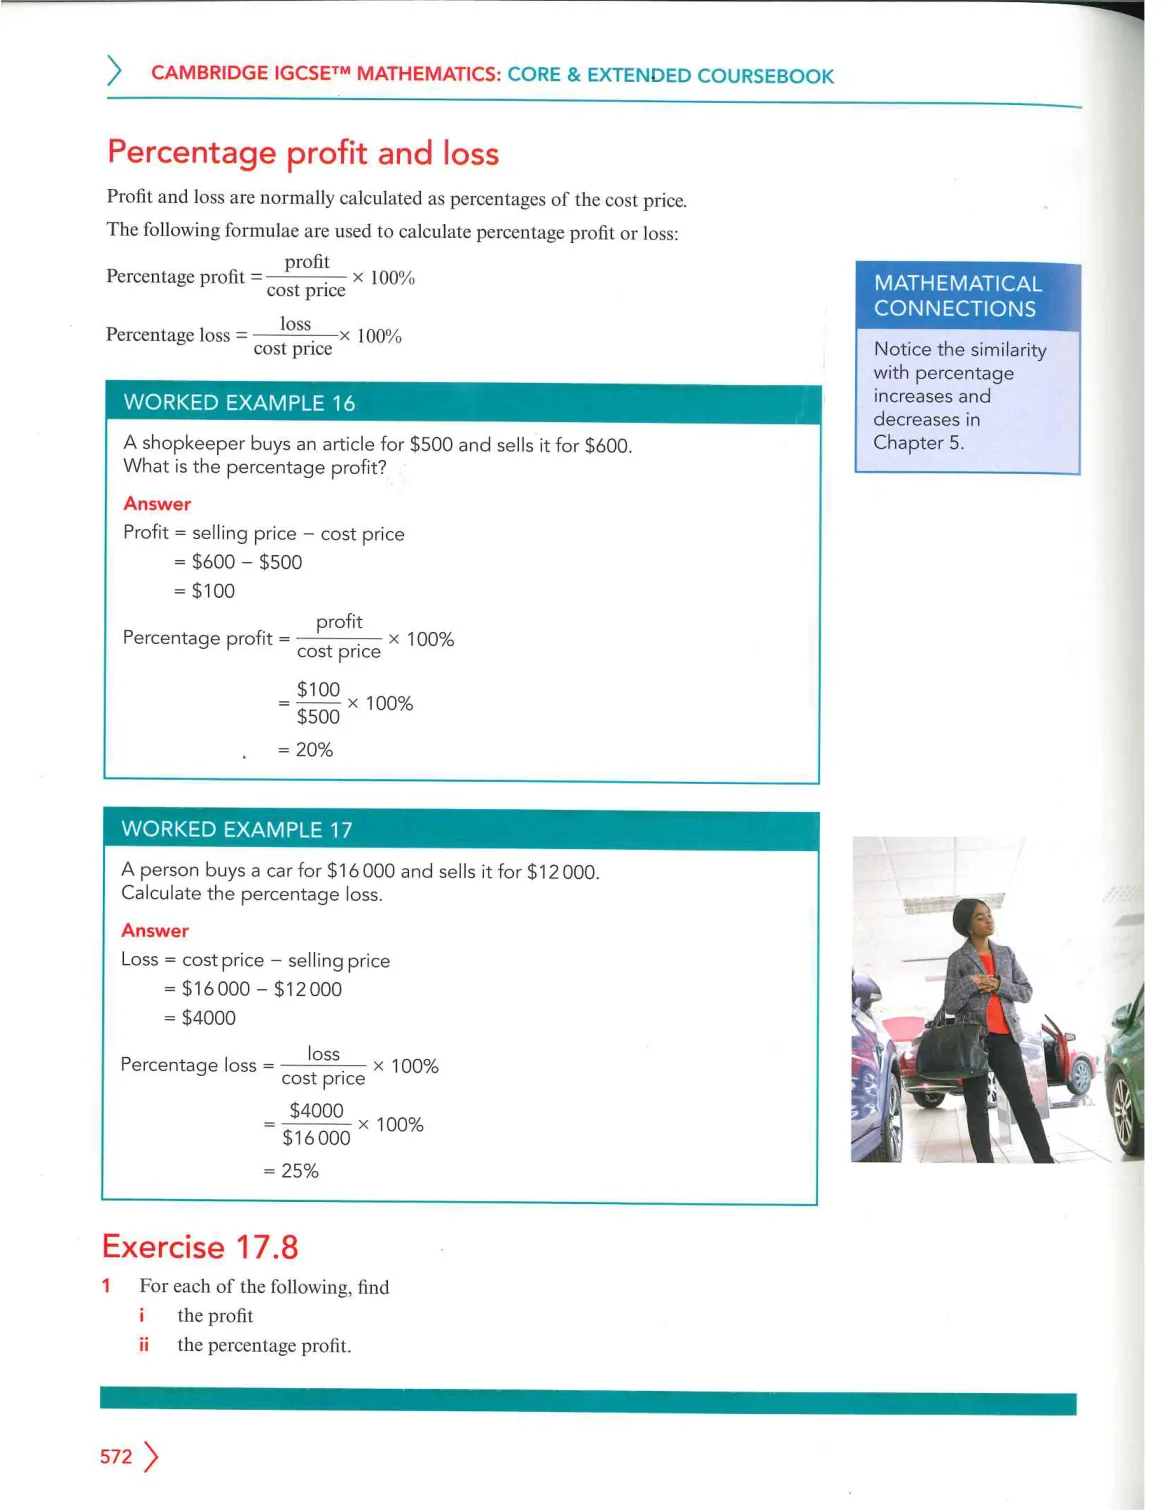 CAMBRIDGE IGCSE™ MATHEMATICS: CORE & EXTENDED COURSEBOOK
Percentage profit and loss
Profit and loss are normally calculated as percentages of the cost price.
The following formulae are used to calculate percentage profit or loss:
Percentage profit = profit / cost price × 100%
Percentage loss = loss / cost price × 100%
MATHEMATICAL
CONNECTIONS
Notice the similarity
with percentage
increases and
decreases in
Chapter 5.
WORKED EXAMPLE 16
A shopkeeper buys an article for $500 and sells it for $600.
What is the percentage profit?
Answer
Profit = selling price − cost price
= $600 − $500
= $100
Percentage profit = profit / cost price × 100%
= $100 / $500 × 100%
= 20%
WORKED EXAMPLE 17
A person buys a car for $16 000 and sells it for $12 000.
Calculate the percentage loss.
Answer
Loss = cost price − selling price
= $16 000 − $12 000
= $4000
Percentage loss = loss / cost price × 100%
= $4000 / $16 000 × 100%
= 25%
Exercise 17.8
1 For each of the following, find
i the profit
ii the percentage profit.
572